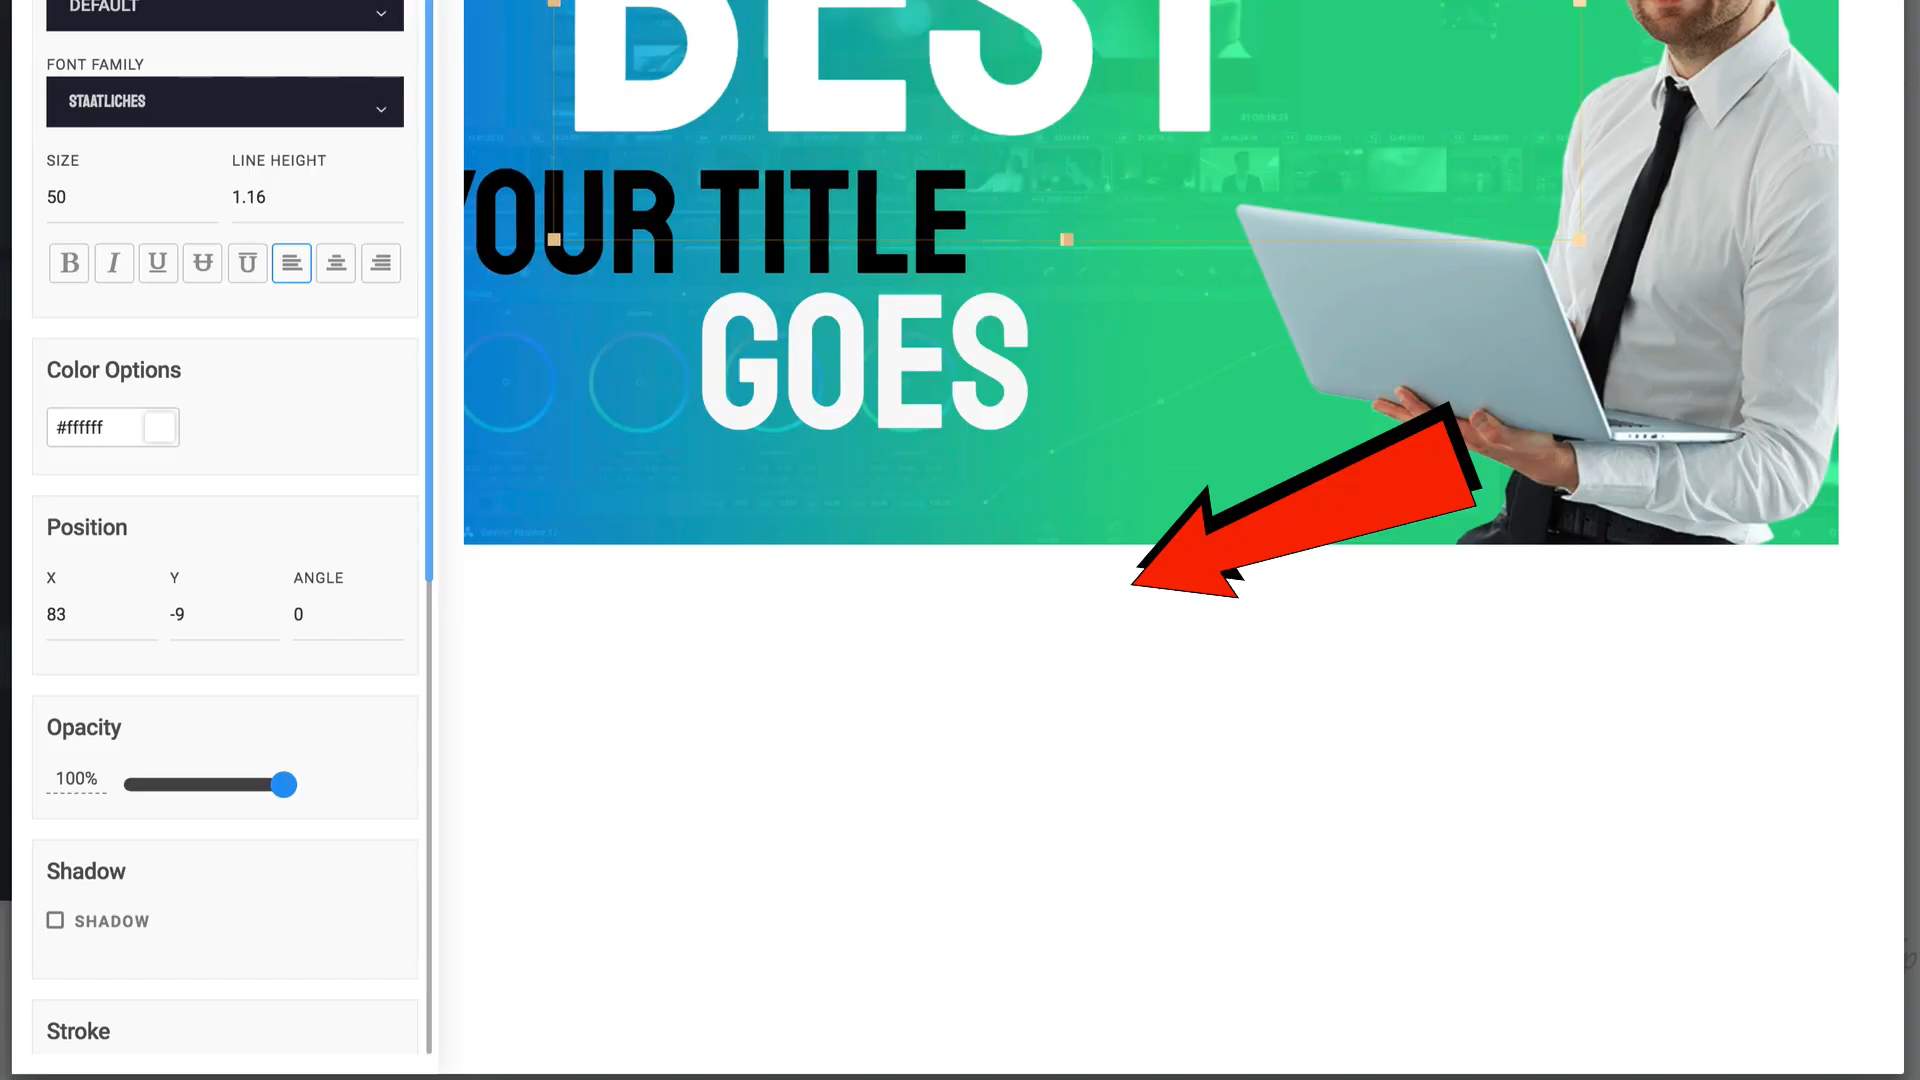 DEFAULT
FONT FAMILY
STAATLICHES
SIZE
LINE HEIGHT
50
1.16
B I U U U
Color Options
#ffffff
Position
X
Y
ANGLE
83
-9
0
Opacity
100%
Shadow
SHADOW
Stroke
BEST
YOUR TITLE
GOES